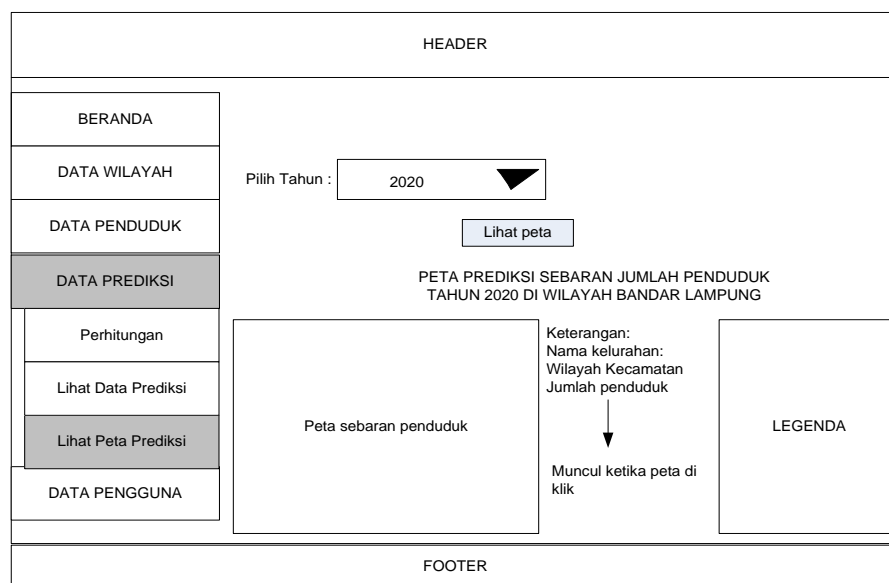 HEADER
BERANDA
DATA WILAYAH
DATA PENDUDUK
DATA PREDIKSI
Perhitungan
Lihat Data Prediksi
Lihat Peta Prediksi
DATA PENGGUNA
Pilih Tahun :
2020
Lihat peta
PETA PREDIKSI SEBARAN JUMLAH PENDUDUK
TAHUN 2020 DI WILAYAH BANDAR LAMPUNG
Peta sebaran penduduk
Keterangan:
Nama kelurahan:
Wilayah Kecamatan
Jumlah penduduk
Muncul ketika peta di
klik
LEGENDA
FOOTER